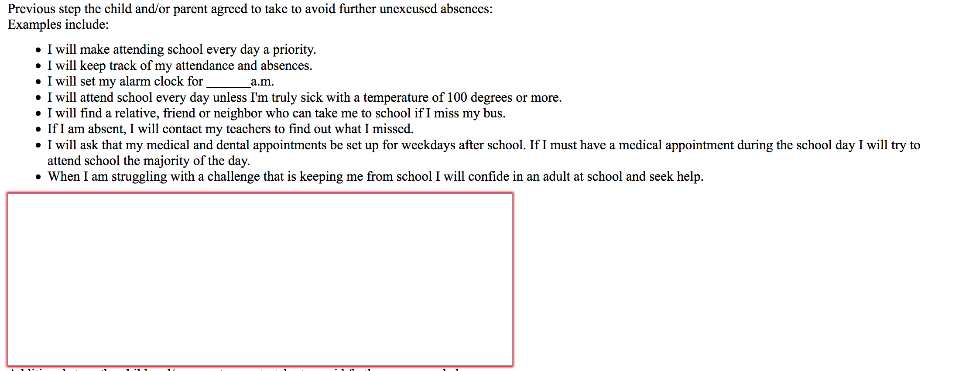 Previous step the child and/or parent agreed to take to avoid further unexcused absences:
Examples include:
• I will make attending school every day a priority.
• I will keep track of my attendance and absences.
• I will set my alarm clock for ______a.m.
• I will attend school every day unless I'm truly sick with a temperature of 100 degrees or more.
• I will find a relative, friend or neighbor who can take me to school if I miss my bus.
• If I am absent, I will contact my teachers to find out what I missed.
• I will ask that my medical and dental appointments be set up for weekdays after school. If I must have a medical appointment during the school day I will try to
attend school the majority of the day.
• When I am struggling with a challenge that is keeping me from school I will confide in an adult at school and seek help.